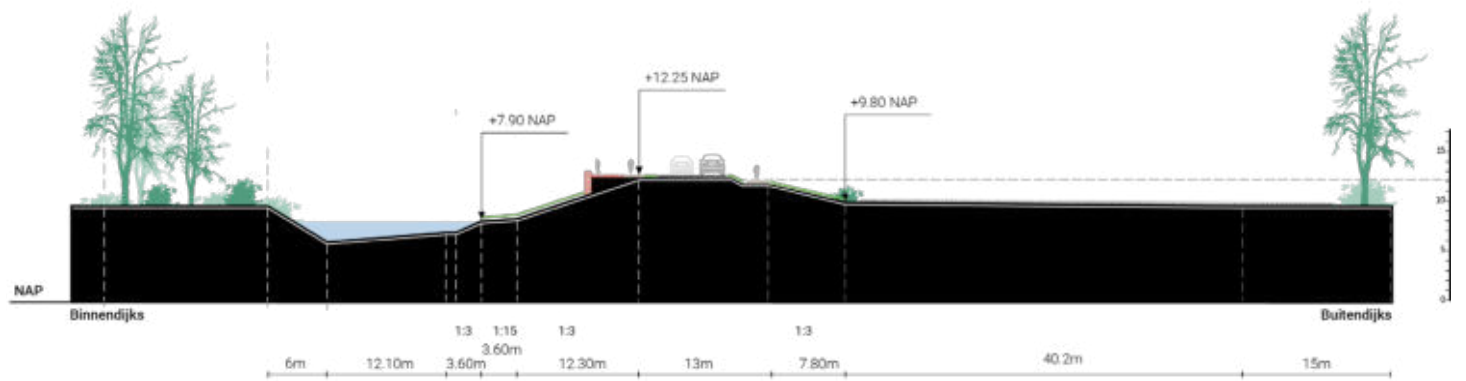 +12.25 NAP
+9.80 NAP
+7.90 NAP
15
10
5
0
NAP
Binnendijks
Buitendijks
1:3 1:15 1:3 1:3
3.60m
6m 12.10m 3.60m 12.30m 13m 7.80m 40.2m 15m